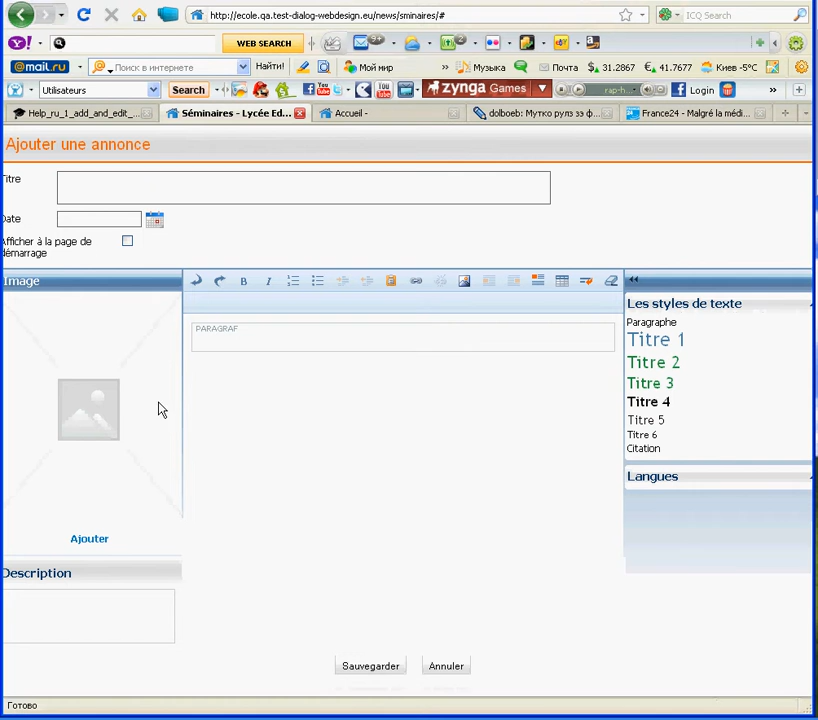 http://ecole.qa.test-dialog-webdesign.eu/news/sminaires/#
ICQ Search
WEB SEARCH
9+
@mail.ru
Поиск в интернете
Найти!
Мой мир
Музыка
Почта
$ 31.2867
€ 41.7677
Киев -5°C
Utilisateurs
Search
zynga Games
rap-h...
Login
Help_ru_1_add_and_edit_...
Séminaires - Lycée Ed...
Accueil -
dolboeb: Мутко рулз зэ ф...
France24 - Malgré la médi...
Ajouter une annonce
Titre
Date
Afficher à la page de
démarrage
Image
B
I
Les styles de texte
PARAGRAF
Paragraphe
Titre 1
Titre 2
Titre 3
Titre 4
Titre 5
Titre 6
Citation
Langues
Ajouter
Description
Sauvegarder
Annuler
Готово